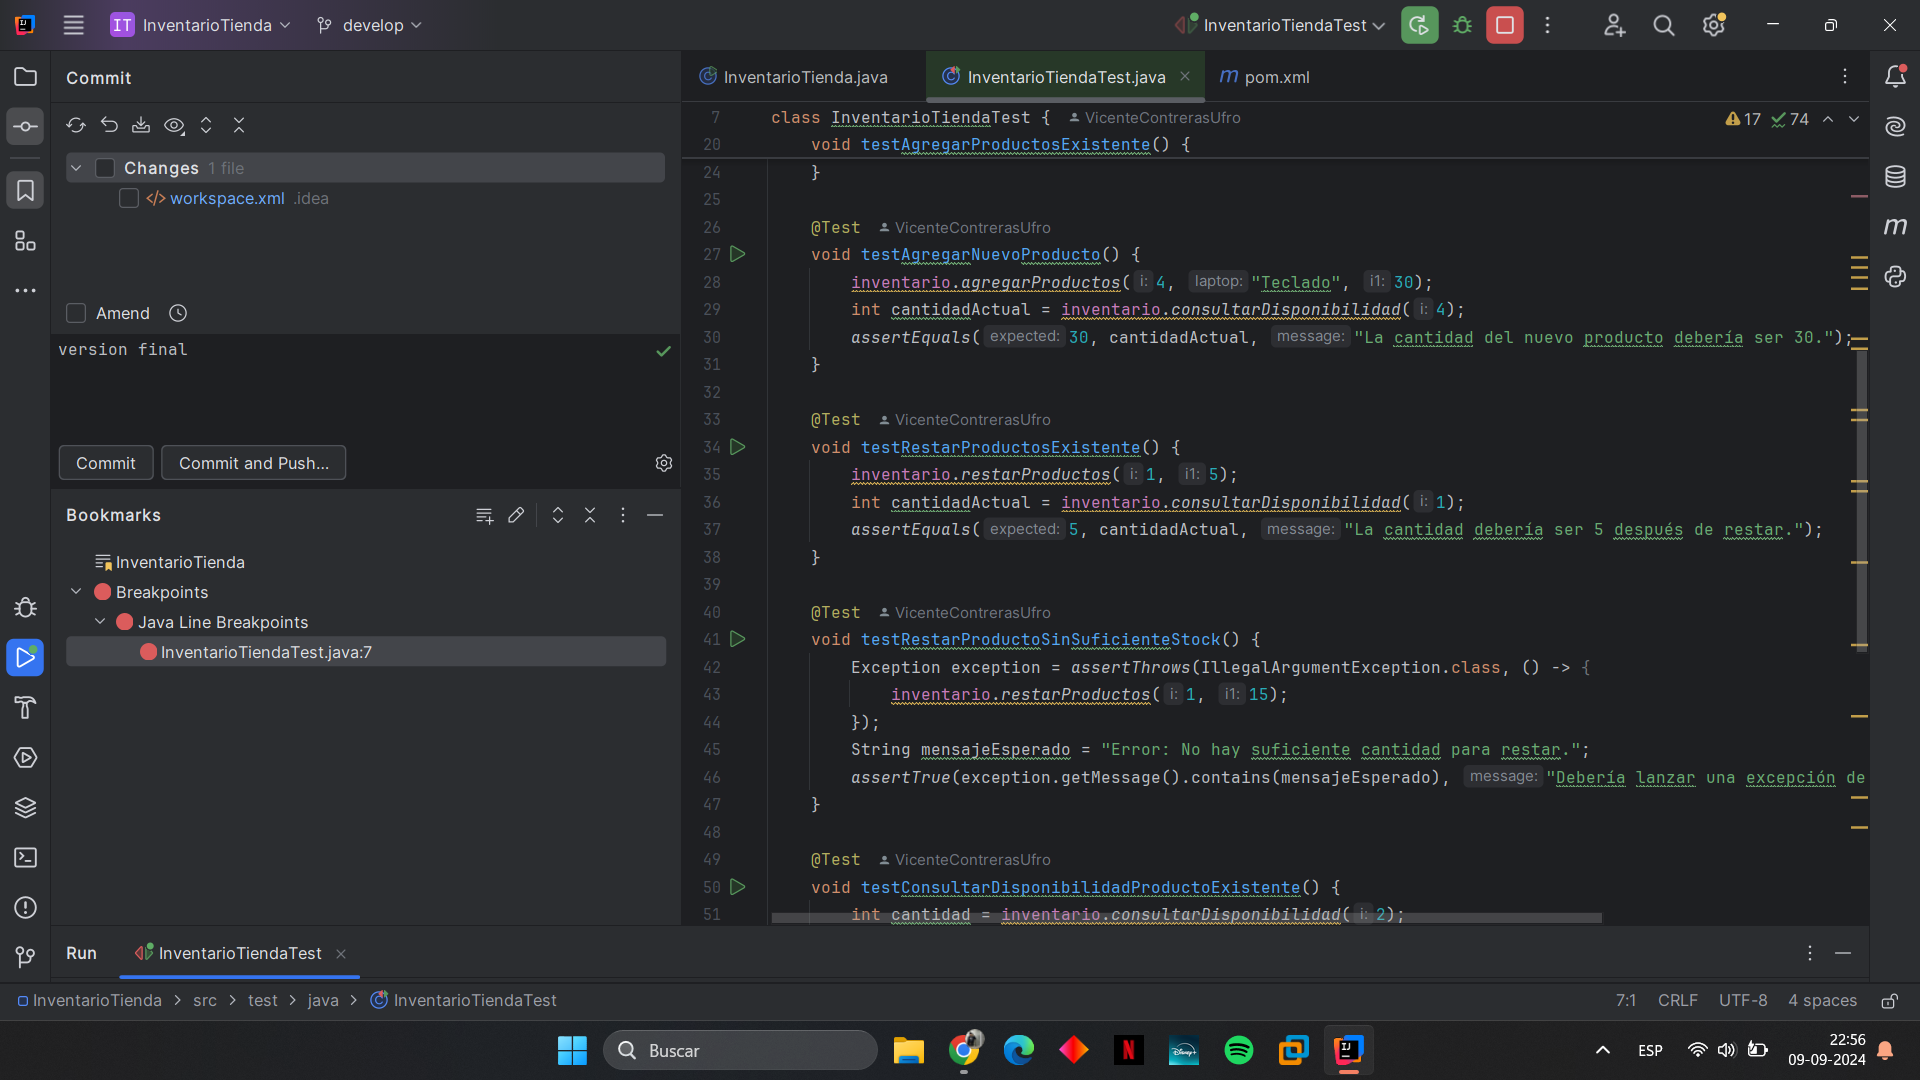 IT InventarioTienda develop InventarioTiendaTest
Commit
Changes 1 file
workspace.xml .idea
Amend
version final
Commit Commit and Push...
Bookmarks
InventarioTienda
Breakpoints
Java Line Breakpoints
InventarioTiendaTest.java:7
InventarioTienda.java InventarioTiendaTest.java m pom.xml
7 class InventarioTiendaTest { VicenteContrerasUfro 17 74
20 void testAgregarProductosExistente() {
24 }
25
26 @Test VicenteContrerasUfro
27 void testAgregarNuevoProducto() {
28 inventario.agregarProductos( i: 4, laptop: "Teclado", i1: 30);
29 int cantidadActual = inventario.consultarDisponibilidad( i: 4);
30 assertEquals( expected: 30, cantidadActual, message: "La cantidad del nuevo producto debería ser 30.");
31 }
32
33 @Test VicenteContrerasUfro
34 void testRestarProductosExistente() {
35 inventario.restarProductos( i: 1, i1: 5);
36 int cantidadActual = inventario.consultarDisponibilidad( i: 1);
37 assertEquals( expected: 5, cantidadActual, message: "La cantidad debería ser 5 después de restar.");
38 }
39
40 @Test VicenteContrerasUfro
41 void testRestarProductoSinSuficienteStock() {
42 Exception exception = assertThrows(IllegalArgumentException.class, () -> {
43 inventario.restarProductos( i: 1, i1: 15);
44 });
45 String mensajeEsperado = "Error: No hay suficiente cantidad para restar.";
46 assertTrue(exception.getMessage().contains(mensajeEsperado), message: "Debería lanzar una excepción de
47 }
48
49 @Test VicenteContrerasUfro
50 void testConsultarDisponibilidadProductoExistente() {
51 int cantidad = inventario.consultarDisponibilidad( i: 2);
Run InventarioTiendaTest
InventarioTienda > src > test > java > InventarioTiendaTest 7:1 CRLF UTF-8 4 spaces
Buscar ESP 22:56
09-09-2024